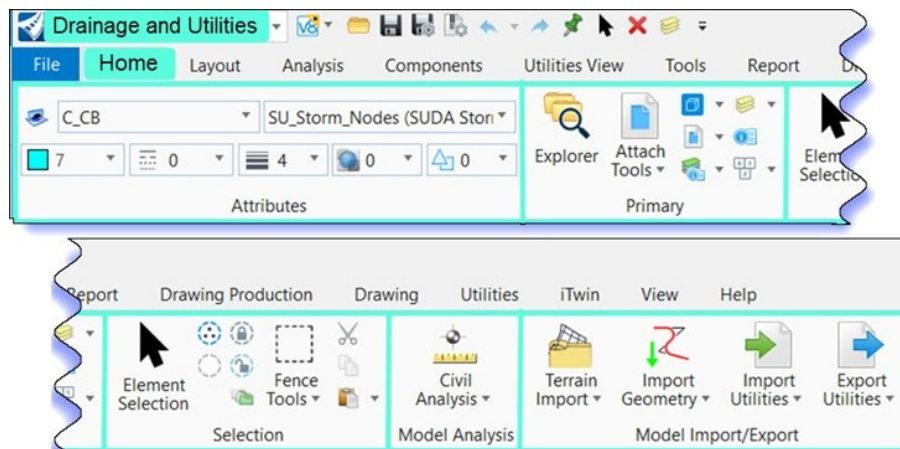 Drainage and Utilities
File Home Layout Analysis Components Utilities View Tools Report
C_CB SU_Storm_Nodes (SUDA Stor
7 0 4 0 0
Explorer Attach Tools
Selection
Attributes Primary
Report Drawing Production Drawing Utilities iTwin View Help
Element Selection Fence Tools Civil Analysis Terrain Import Import Geometry Import Utilities Export Utilities
Selection Model Analysis Model Import/Export